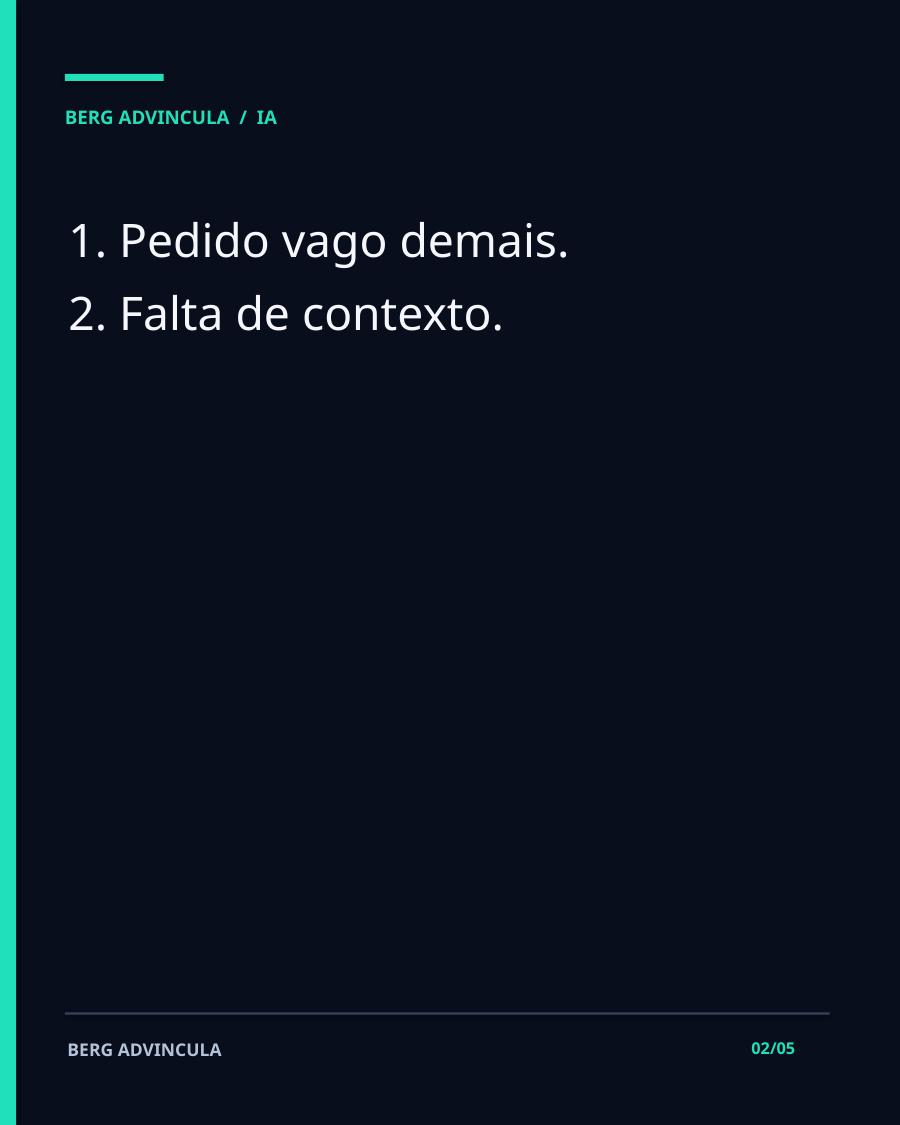 BERG ADVINCULA / IA
1. Pedido vago demais.
2. Falta de contexto.
BERG ADVINCULA
02/05